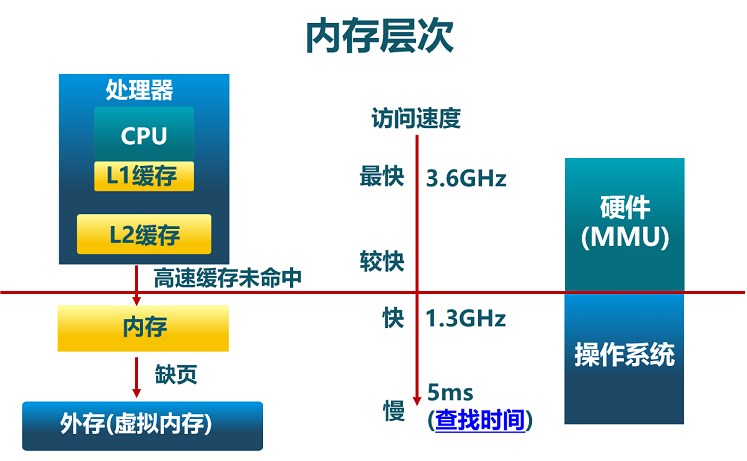 内存层次
处理器
CPU
L1缓存
L2缓存
高速缓存未命中
内存
缺页
外存(虚拟内存)
访问速度
最快
3.6GHz
较快
快
1.3GHz
慢
5ms
(查找时间)
硬件
(MMU)
操作系统